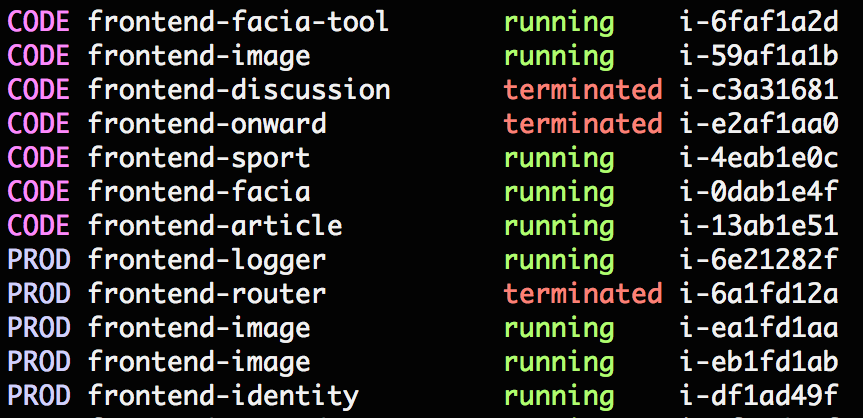 CODE frontend-facia-tool running i-6faf1a2d
CODE frontend-image running i-59af1a1b
CODE frontend-discussion terminated i-c3a31681
CODE frontend-onward terminated i-e2af1aa0
CODE frontend-sport running i-4eab1e0c
CODE frontend-facia running i-0dab1e4f
CODE frontend-article running i-13ab1e51
PROD frontend-logger running i-6e21282f
PROD frontend-router terminated i-6a1fd12a
PROD frontend-image running i-ea1fd1aa
PROD frontend-image running i-eb1fd1ab
PROD frontend-identity running i-df1ad49f